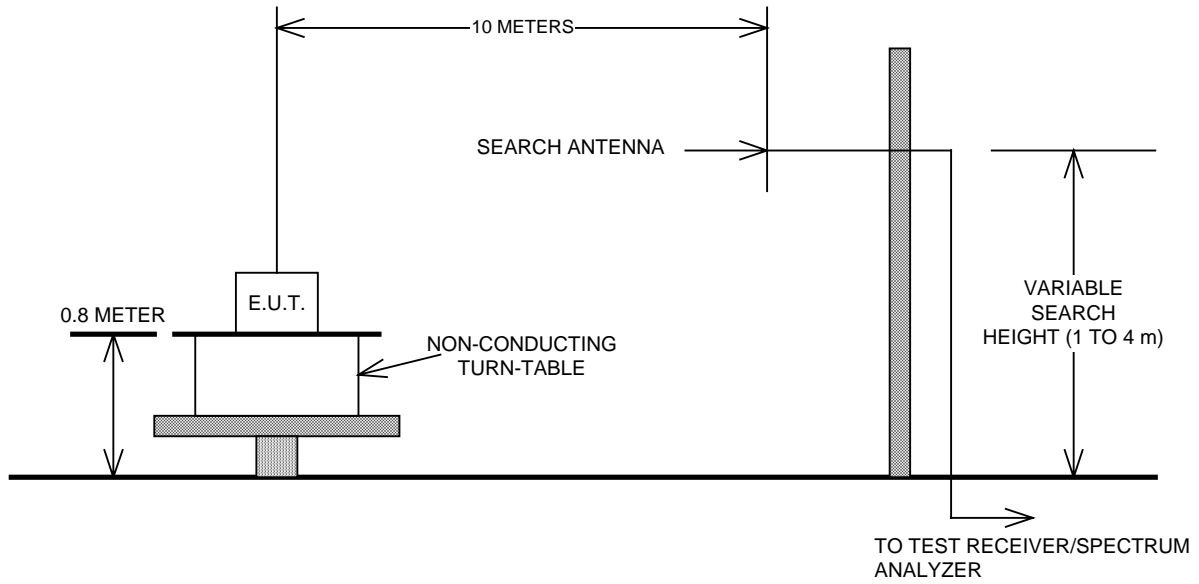 10 METERS
SEARCH ANTENNA
E.U.T.
0.8 METER
NON-CONDUCTING
TURN-TABLE
VARIABLE
SEARCH
HEIGHT (1 TO 4 m)
TO TEST RECEIVER/SPECTRUM
ANALYZER